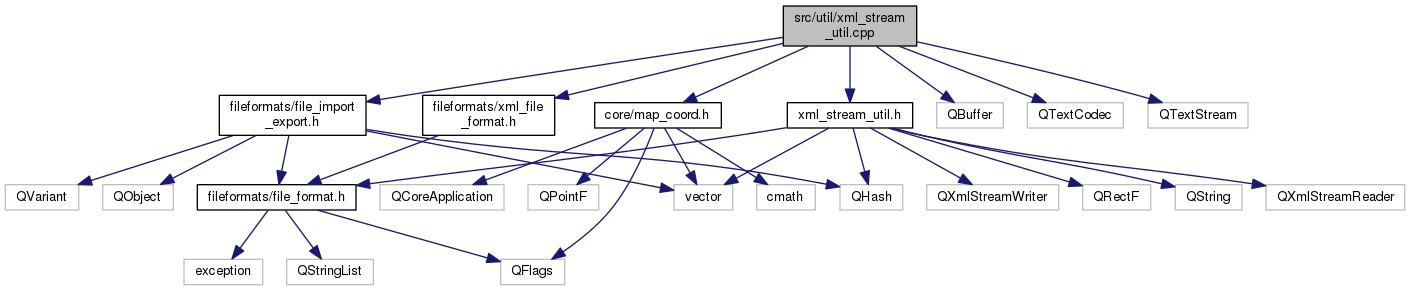 src/util/xml_stream
_util.cpp
fileformats/file_import
_export.h
fileformats/xml_file
_format.h
core/map_coord.h
xml_stream_util.h
QBuffer
QTextCodec
QTextStream
QVariant
QObject
fileformats/file_format.h
QCoreApplication
QPointF
vector
cmath
QHash
QXmlStreamWriter
QRectF
QString
QXmlStreamReader
exception
QStringList
QFlags